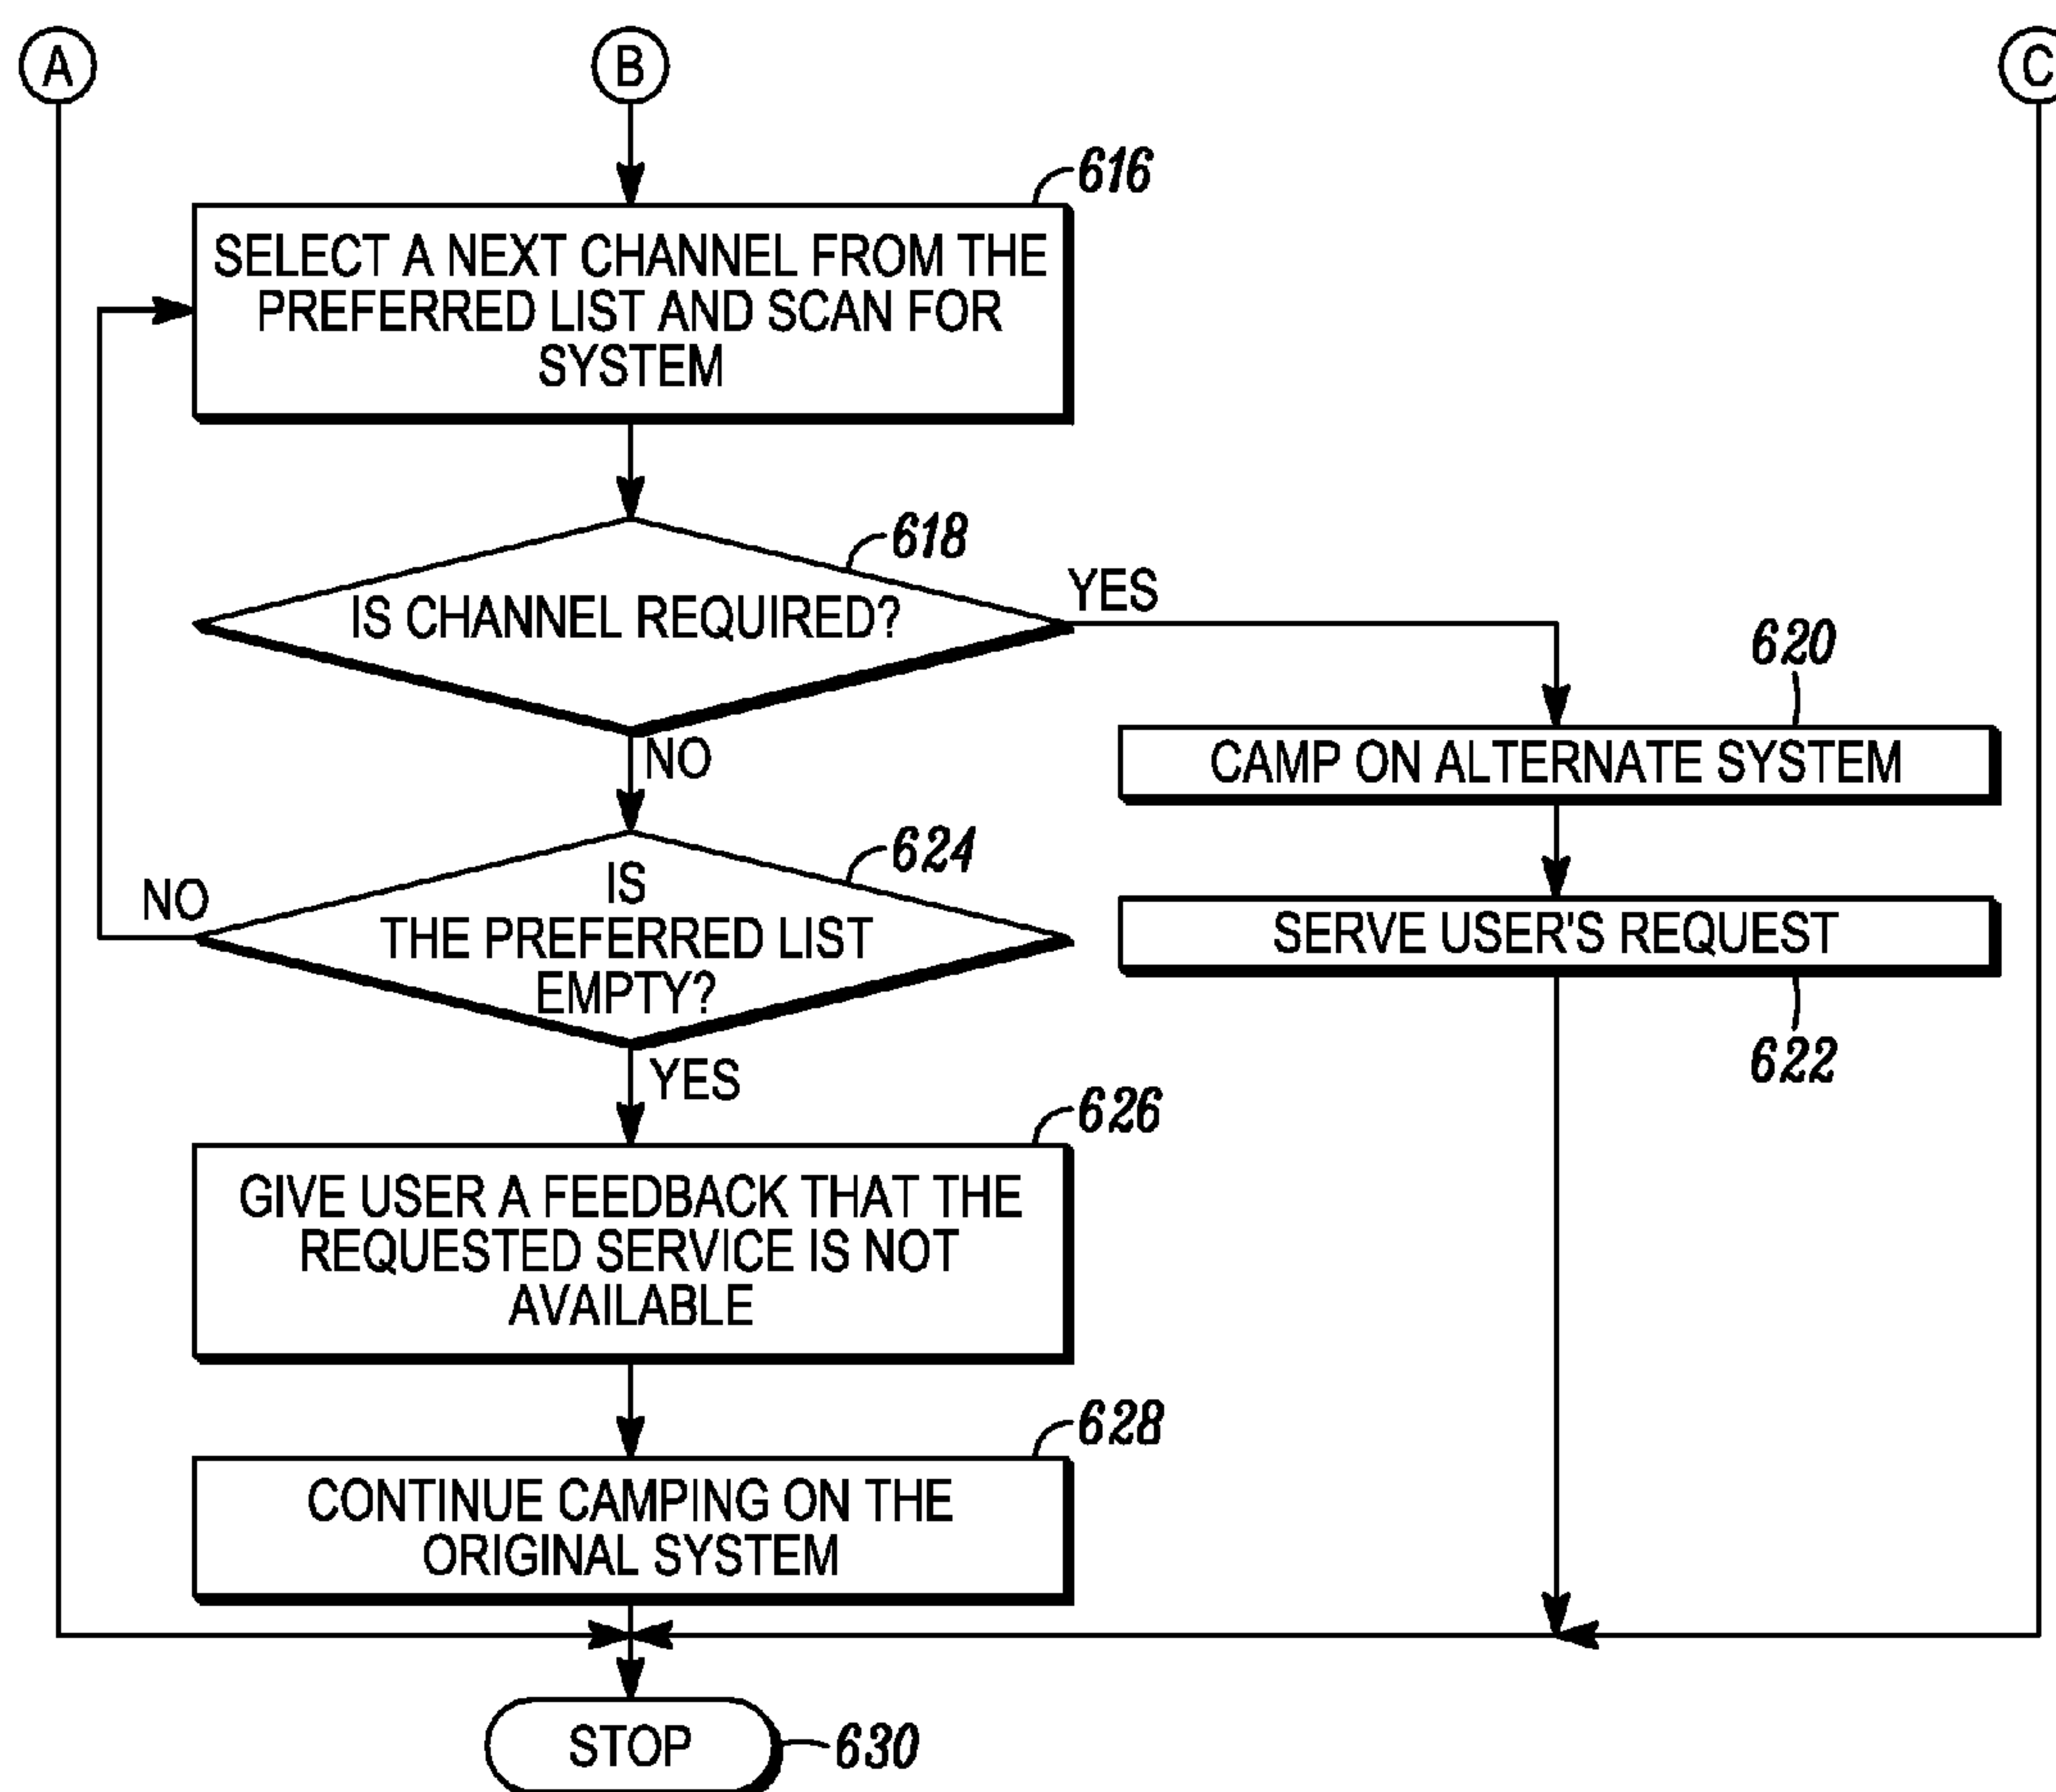 A
B
C
616
SELECT A NEXT CHANNEL FROM THE
PREFERRED LIST AND SCAN FOR
SYSTEM
618
IS CHANNEL REQUIRED?
YES
620
CAMP ON ALTERNATE SYSTEM
NO
624
IS
THE PREFERRED LIST
EMPTY?
NO
SERVE USER'S REQUEST
622
YES
626
GIVE USER A FEEDBACK THAT THE
REQUESTED SERVICE IS NOT
AVAILABLE
628
CONTINUE CAMPING ON THE
ORIGINAL SYSTEM
STOP
630